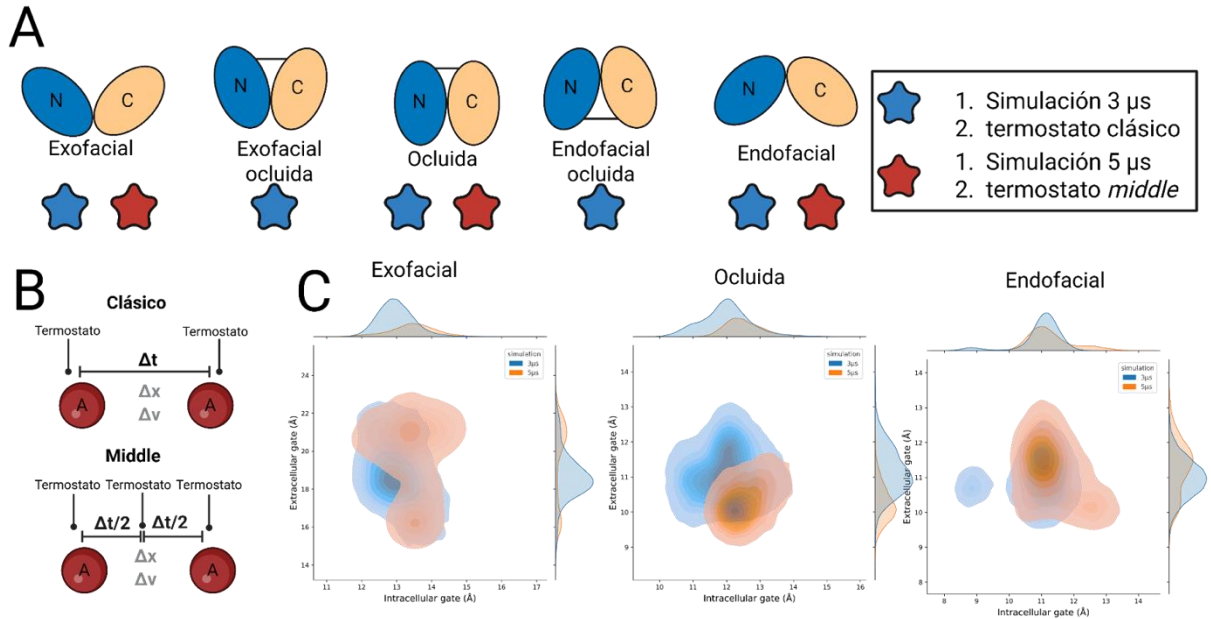 A
N C
N C
N C
N C
N C
Exofacial
Exofacial
ocluida
Ocluida
Endofacial
ocluida
Endofacial
1. Simulación 3 µs
2. termostato clásico
1. Simulación 5 µs
2. termostato middle
B
Clásico
Termostato Termostato
Δt
A Δx A
Δv
Middle
Termostato Termostato Termostato
Δt/2 Δt/2
A Δx A
Δv
C
Exofacial
simulation
3µs
5µs
24
22
20
18
16
14
Extracellular gate (Å)
11 12 13 14 15 16 17
Intracellular gate (Å)
Ocluida
simulation
3µs
5µs
14
13
12
11
10
9
Extracellular gate (Å)
10 11 12 13 14 15
Intracellular gate (Å)
Endofacial
simulation
3µs
5µs
14
13
12
11
10
9
8
Extracellular gate (Å)
8 9 10 11 12 13 14
Intracellular gate (Å)